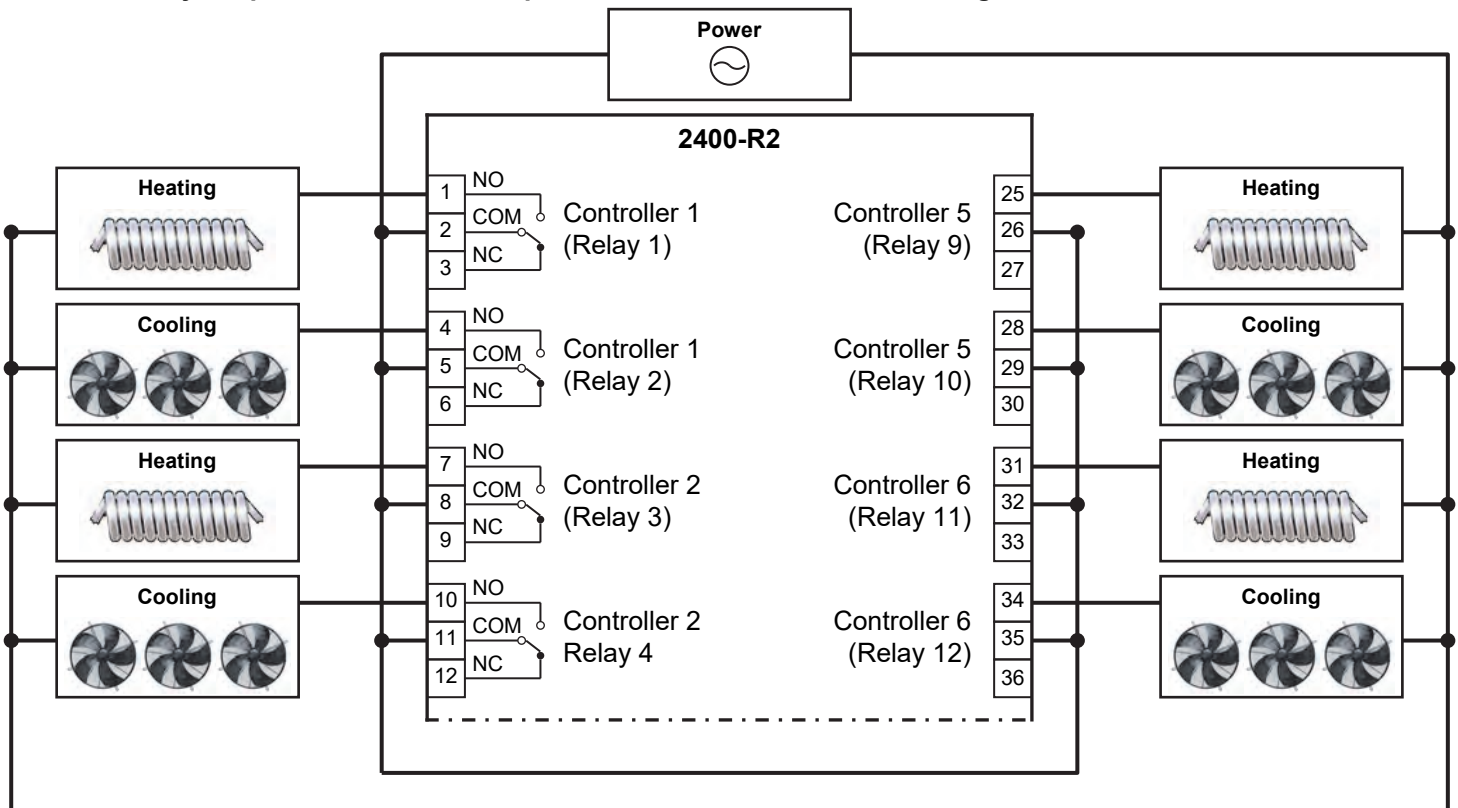 Power
2400-R2
Heating
1 NO
2 COM
3 NC
Controller 1
(Relay 1)
Controller 5
(Relay 9)
25
26
27
Heating
Cooling
4 NO
5 COM
6 NC
Controller 1
(Relay 2)
Controller 5
(Relay 10)
28
29
30
Cooling
Heating
7 NO
8 COM
9 NC
Controller 2
(Relay 3)
Controller 6
(Relay 11)
31
32
33
Heating
Cooling
10 NO
11 COM
12 NC
Controller 2
Relay 4
Controller 6
(Relay 12)
34
35
36
Cooling